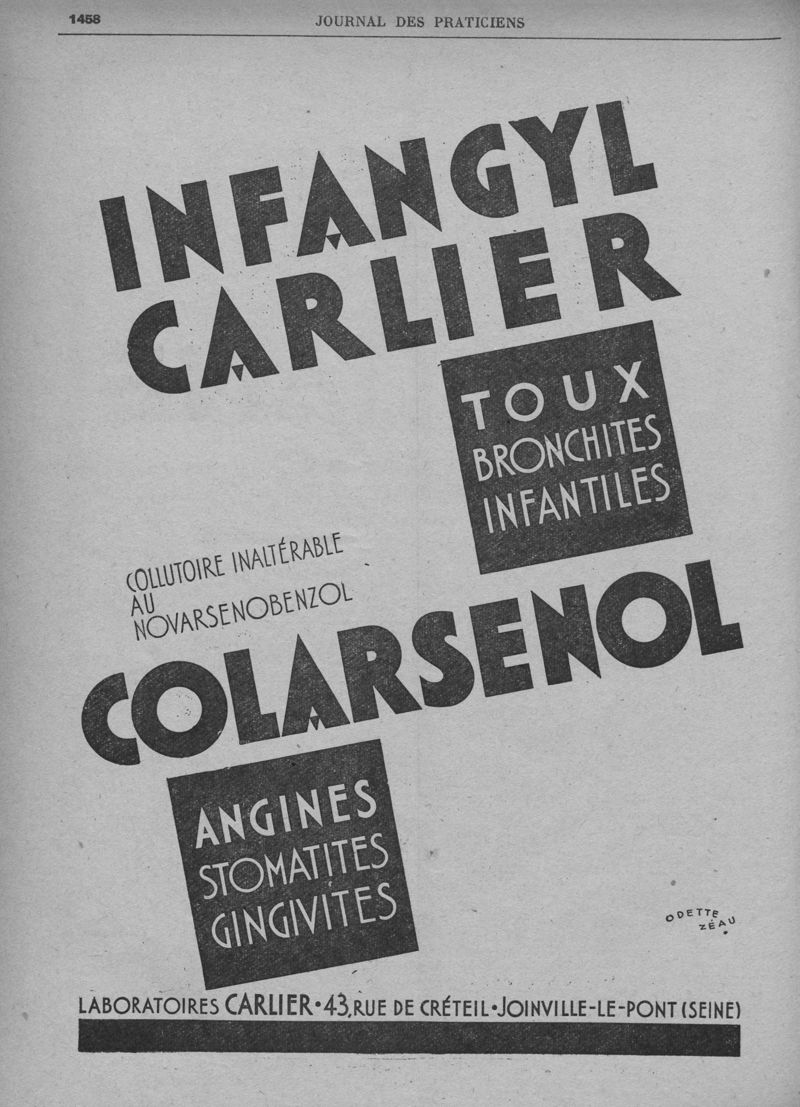 1458
JOURNAL DES PRATICIENS
INFANGYL
CARLIER
TOUX
BRONCHITES
INFANTILES
COLLUTOIRE INALTÉRABLE
AU
NOVARSENOBENZOL
COLARSENOL
ANGINES
STOMATITES
GINGIVITES
ODETTE
ZÉAU
LABORATOIRES CARLIER•43, RUE DE CRÉTEIL•JOINVILLE-LE-PONT (SEINE)